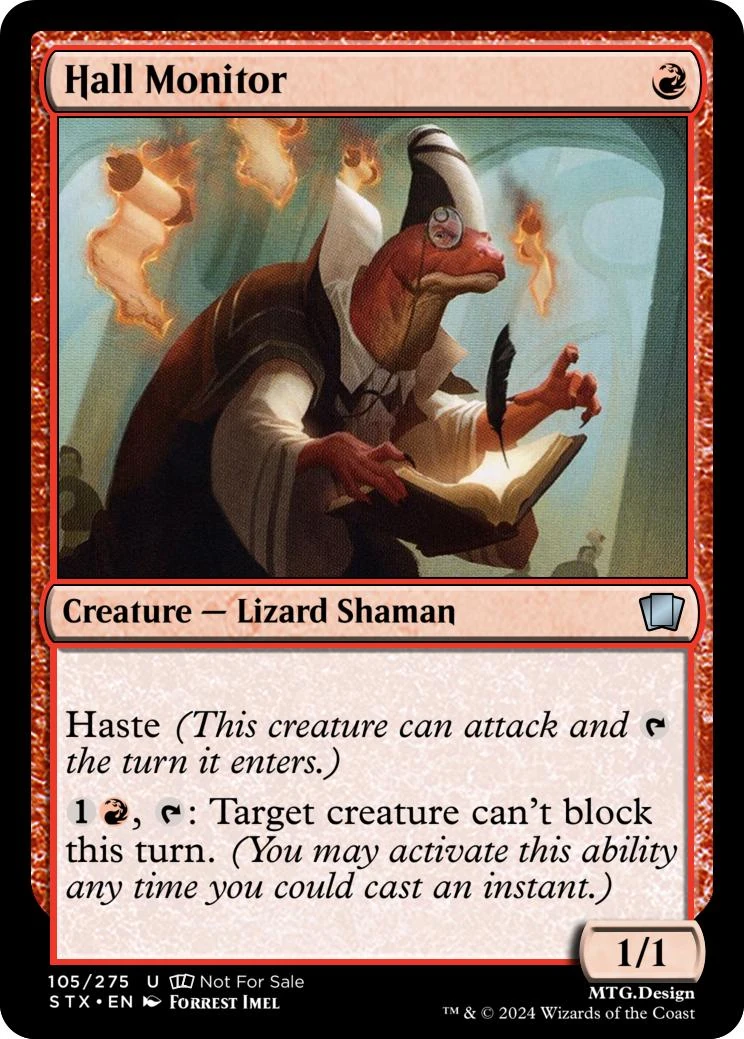 Hall Monitor
Creature — Lizard Shaman
Haste (This creature can attack and
the turn it enters.)
1 , : Target creature can't block
this turn. (You may activate this ability
any time you could cast an instant.)
1/1
105/275 U Not For Sale
STX • EN Forrest Imel
MTG.Design
™ & © 2024 Wizards of the Coast